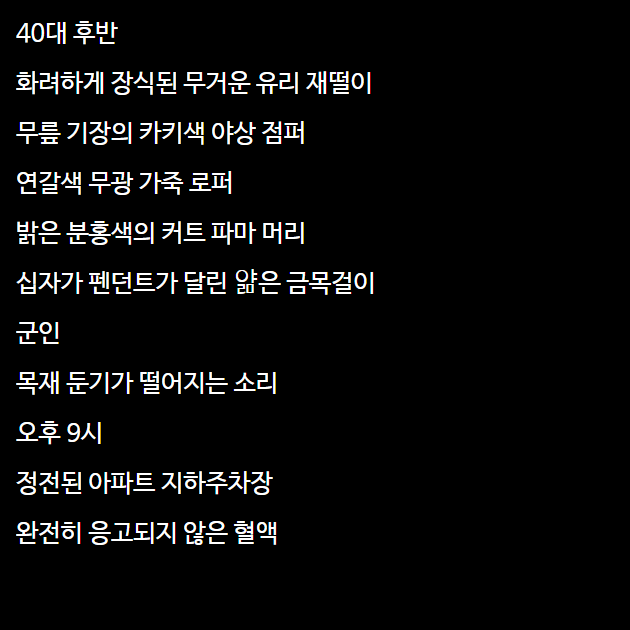 40대 후반
화려하게 장식된 무거운 유리 재떨이
무릎 기장의 카키색 야상 점퍼
연갈색 무광 가죽 로퍼
밝은 분홍색의 커트 파마 머리
십자가 펜던트가 달린 얆은 금목걸이
군인
목재 둔기가 떨어지는 소리
오후 9시
정전된 아파트 지하주차장
완전히 응고되지 않은 혈액